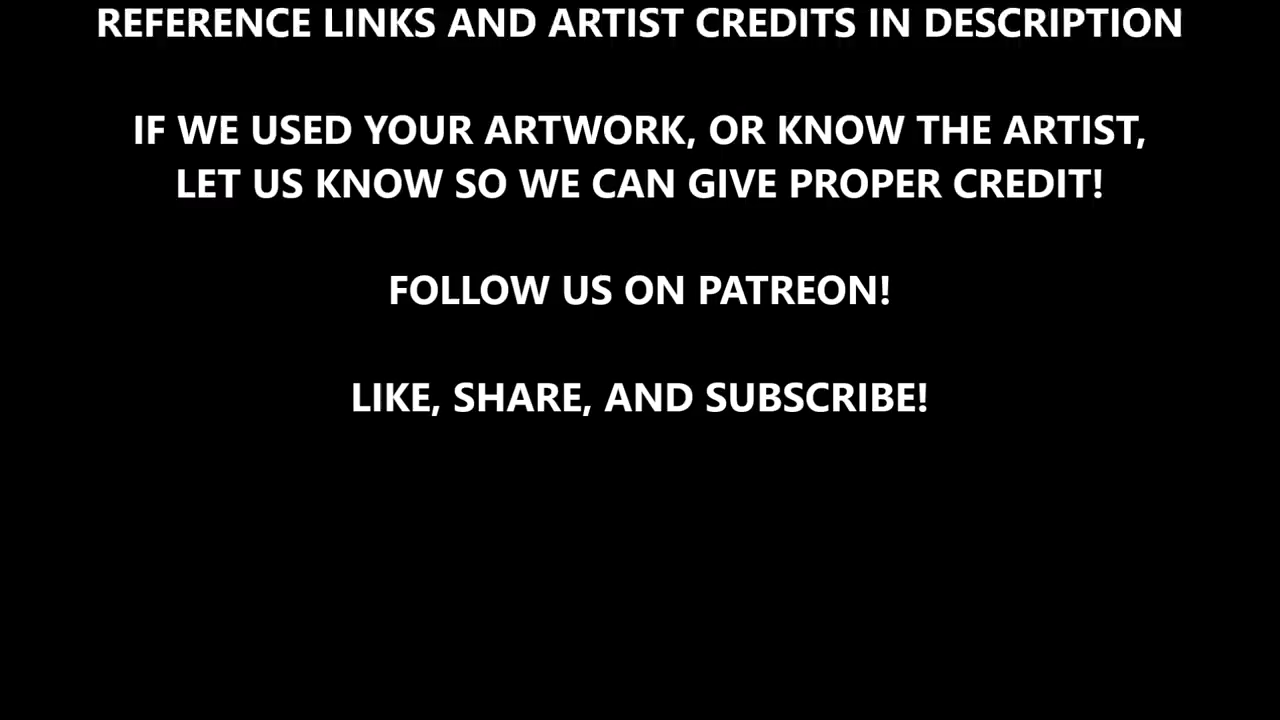 REFERENCE LINKS AND ARTIST CREDITS IN DESCRIPTION
IF WE USED YOUR ARTWORK, OR KNOW THE ARTIST,
LET US KNOW SO WE CAN GIVE PROPER CREDIT!
FOLLOW US ON PATREON!
LIKE, SHARE, AND SUBSCRIBE!